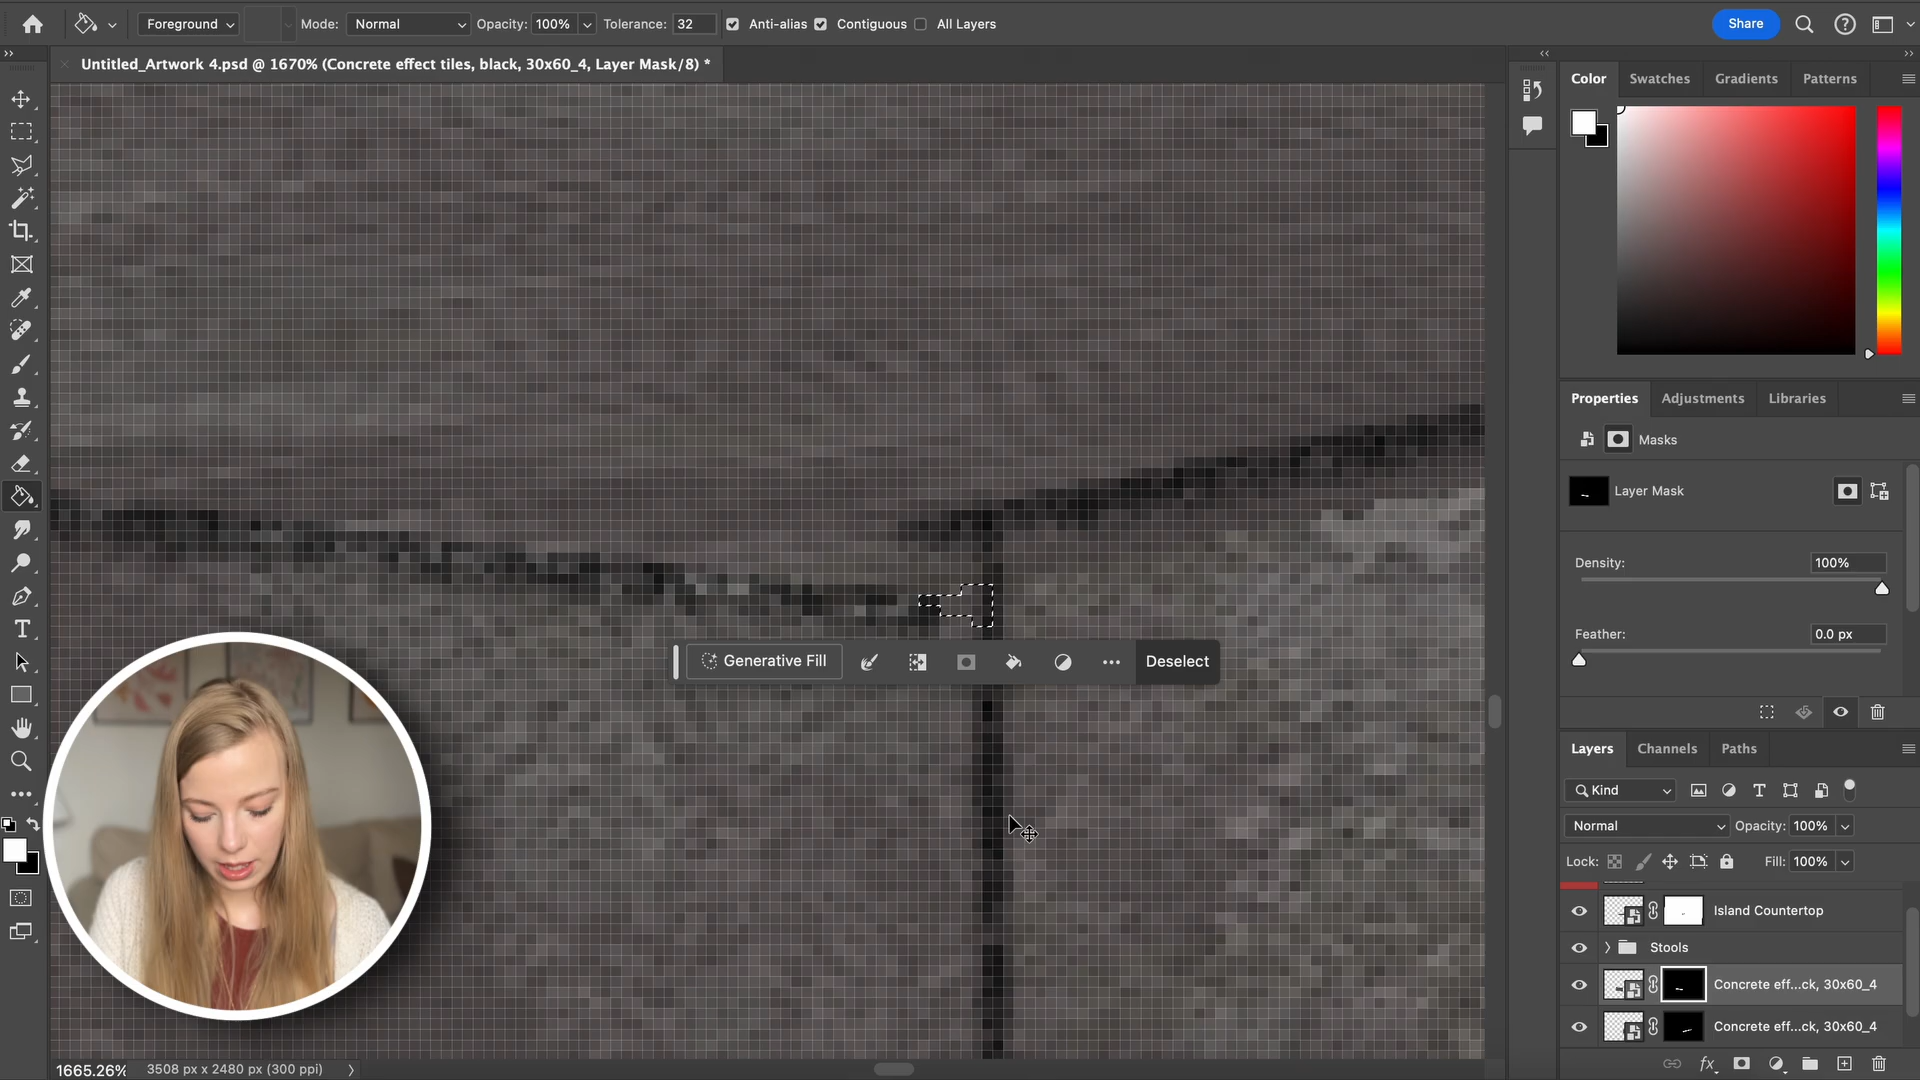 Foreground
Mode:
Normal
Opacity:
100%
Tolerance:
32
Anti-alias
Contiguous
All Layers
Share
Untitled_Artwork 4.psd @ 1670% (Concrete effect tiles, black, 30x60_4, Layer Mask/8) *
Color
Swatches
Gradients
Patterns
Properties
Adjustments
Libraries
Masks
Layer Mask
Density:
100%
Feather:
0.0 px
Generative Fill
Deselect
Layers
Channels
Paths
Kind
Normal
Opacity:
100%
Lock:
Fill:
100%
Island Countertop
Stools
Concrete eff...ck, 30x60_4
Concrete eff...ck, 30x60_4
fx
1665.26%
3508 px x 2480 px (300 ppi)